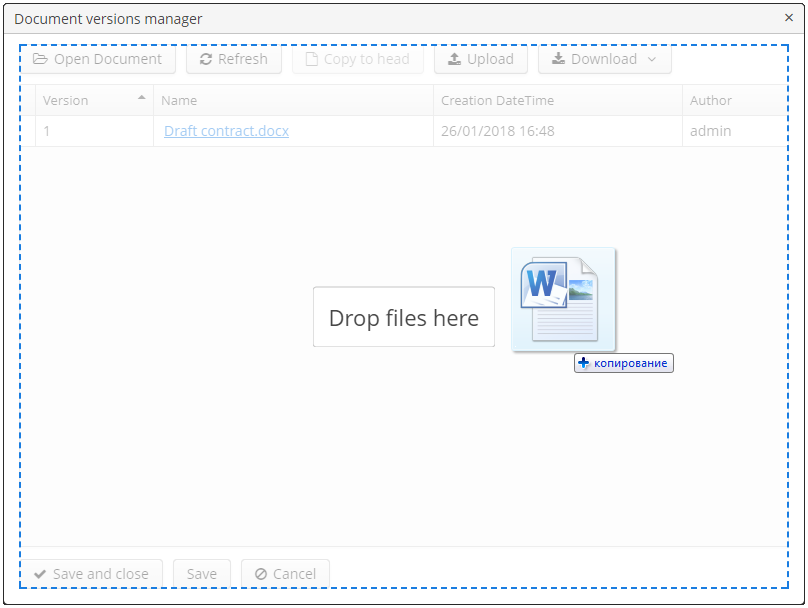 Document versions manager ×
Open Document Refresh Copy to head Upload Download
Version Name Creation DateTime Author
1 Draft contract.docx 26/01/2018 16:48 admin
W
Drop files here
копирование
Save and close Save Cancel